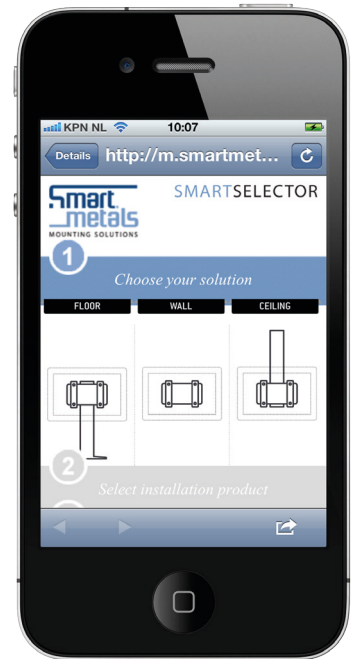 KPN NL 10:07
Details http://m.smartmet...
Smart
metals
MOUNTING SOLUTIONS
SMARTSELECTOR
1
Choose your solution
FLOOR WALL CEILING
2
Select installation product